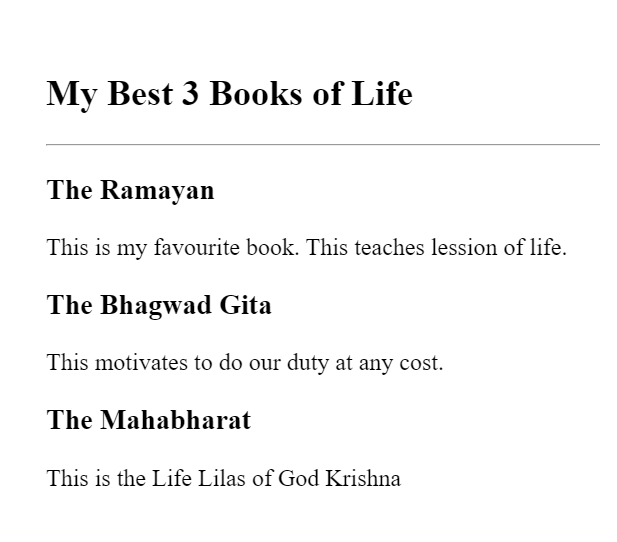 My Best 3 Books of Life
The Ramayan
This is my favourite book. This teaches lession of life.
The Bhagwad Gita
This motivates to do our duty at any cost.
The Mahabharat
This is the Life Lilas of God Krishna